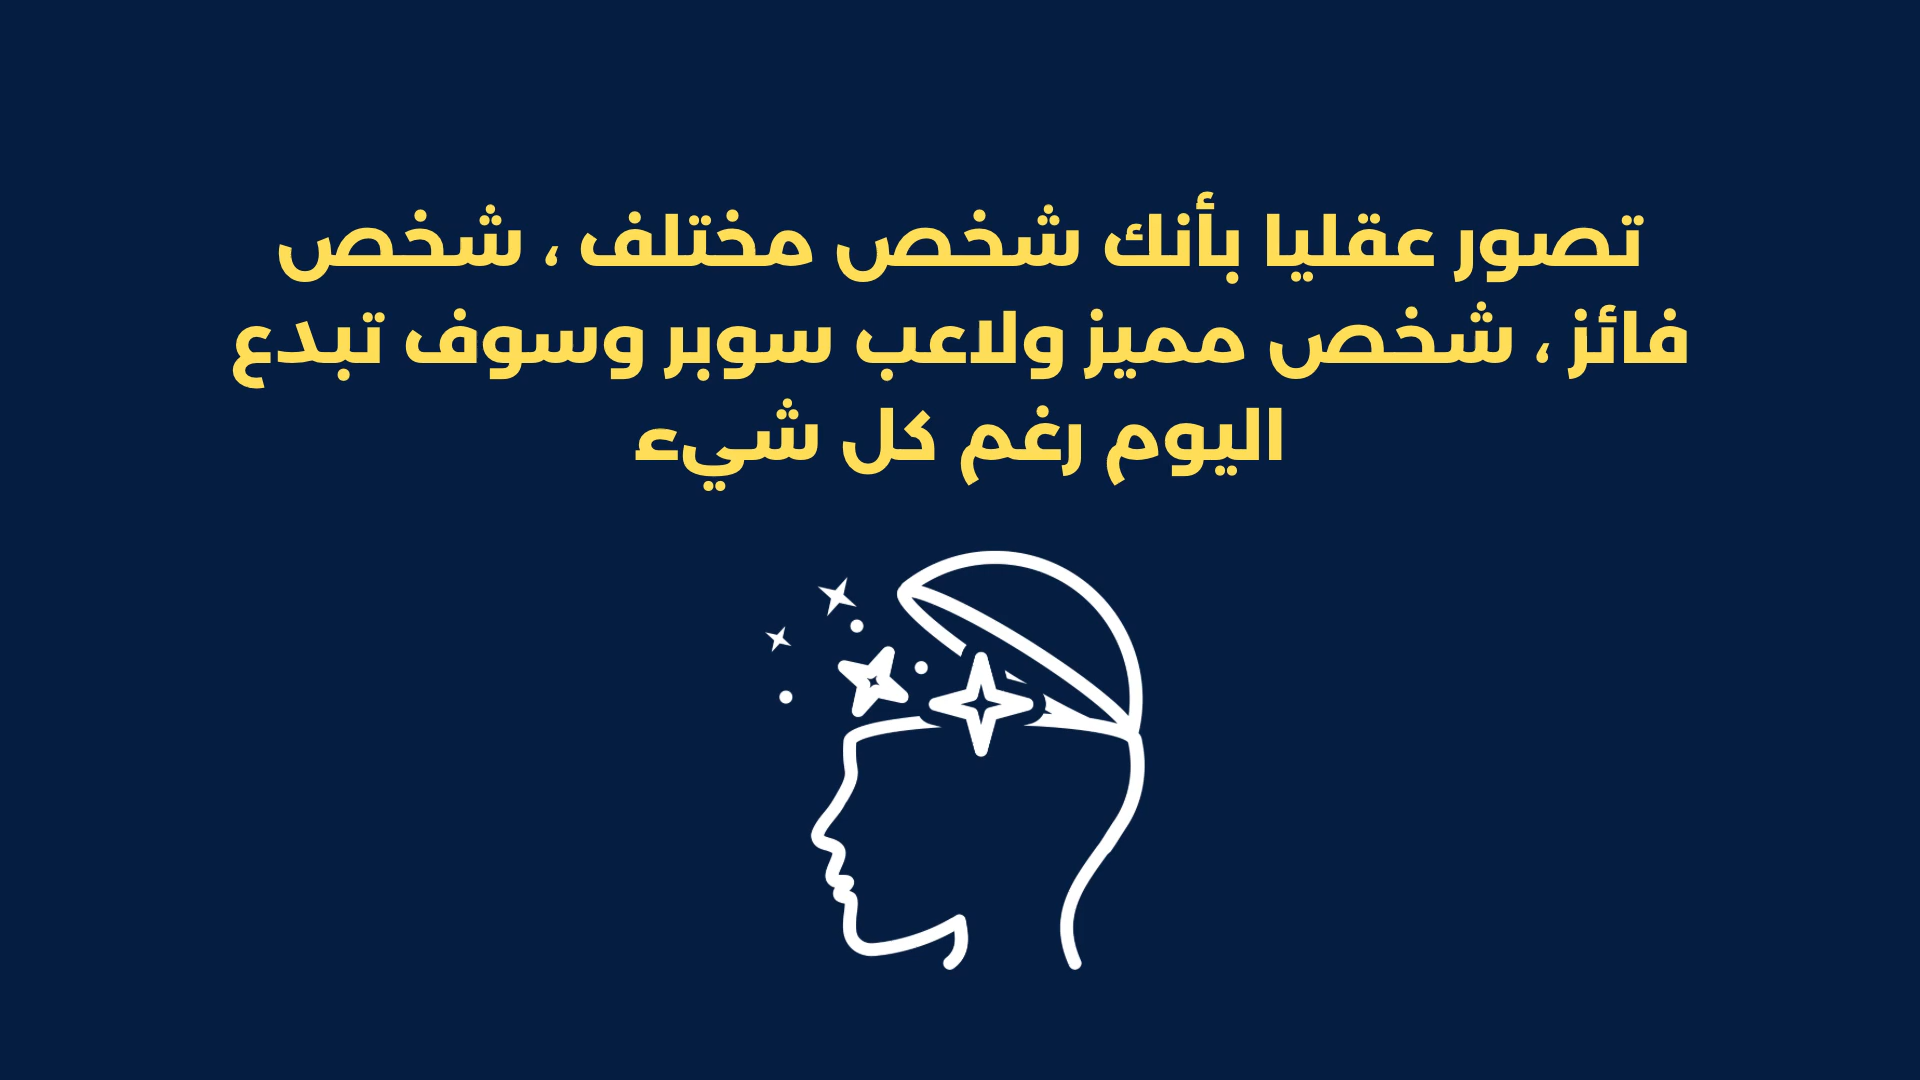 تصور عقليا بأنك شخص مختلف ، شخص
فائز ، شخص مميز ولاعب سوبر وسوف تبدع
اليوم رغم كل شيء